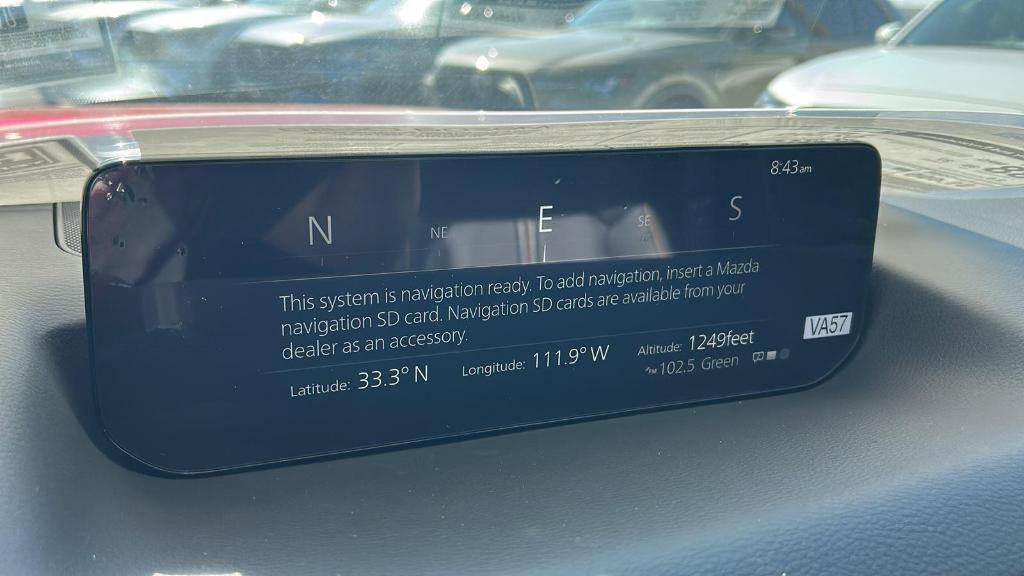 8:43am
N NE E SE S
This system is navigation ready. To add navigation, insert a Mazda
navigation SD card. Navigation SD cards are available from your
dealer as an accessory.
VA57
Latitude: 33.3° N Longitude: 111.9° W Altitude: 1249feet
FM 102.5 Green